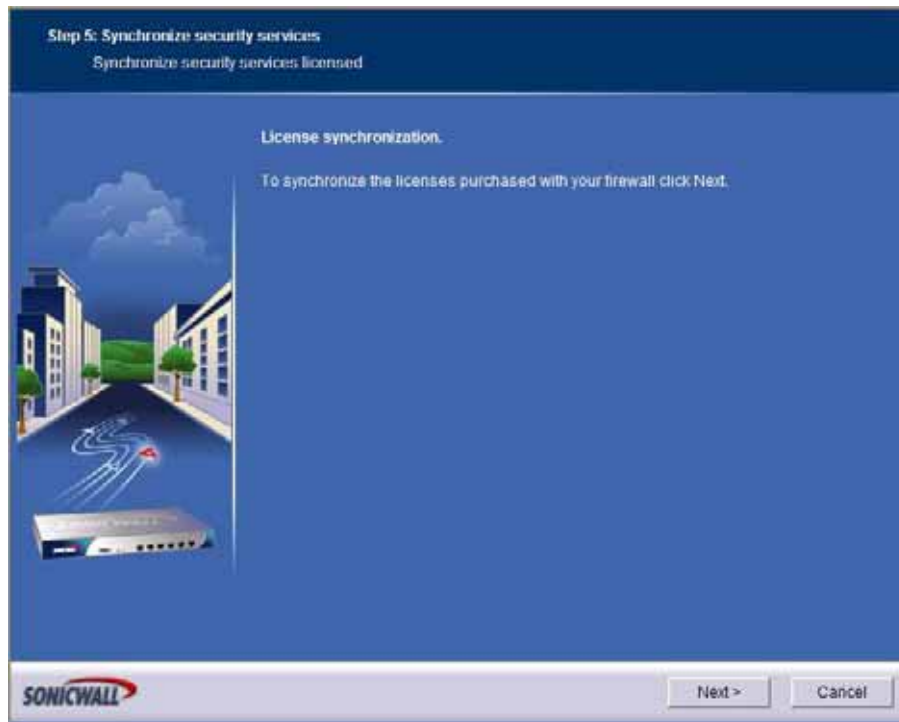 Step 5: Synchronize security services
Synchronize security services licensed
License synchronization.
To synchronize the licenses purchased with your firewall click Next.
SONICWALL
Next >
Cancel